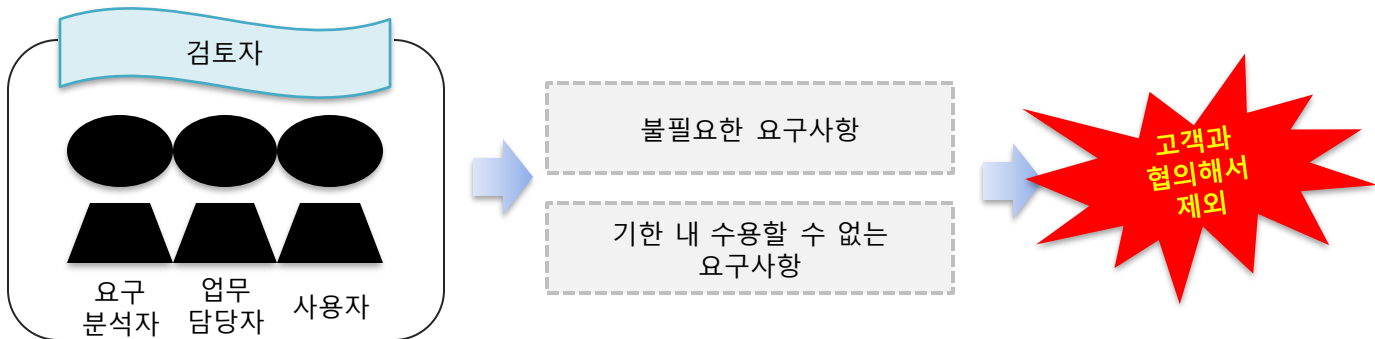 검토자
요구
분석자
업무
담당자
사용자
불필요한 요구사항
기한 내 수용할 수 없는
요구사항
고객과
협의해서
제외